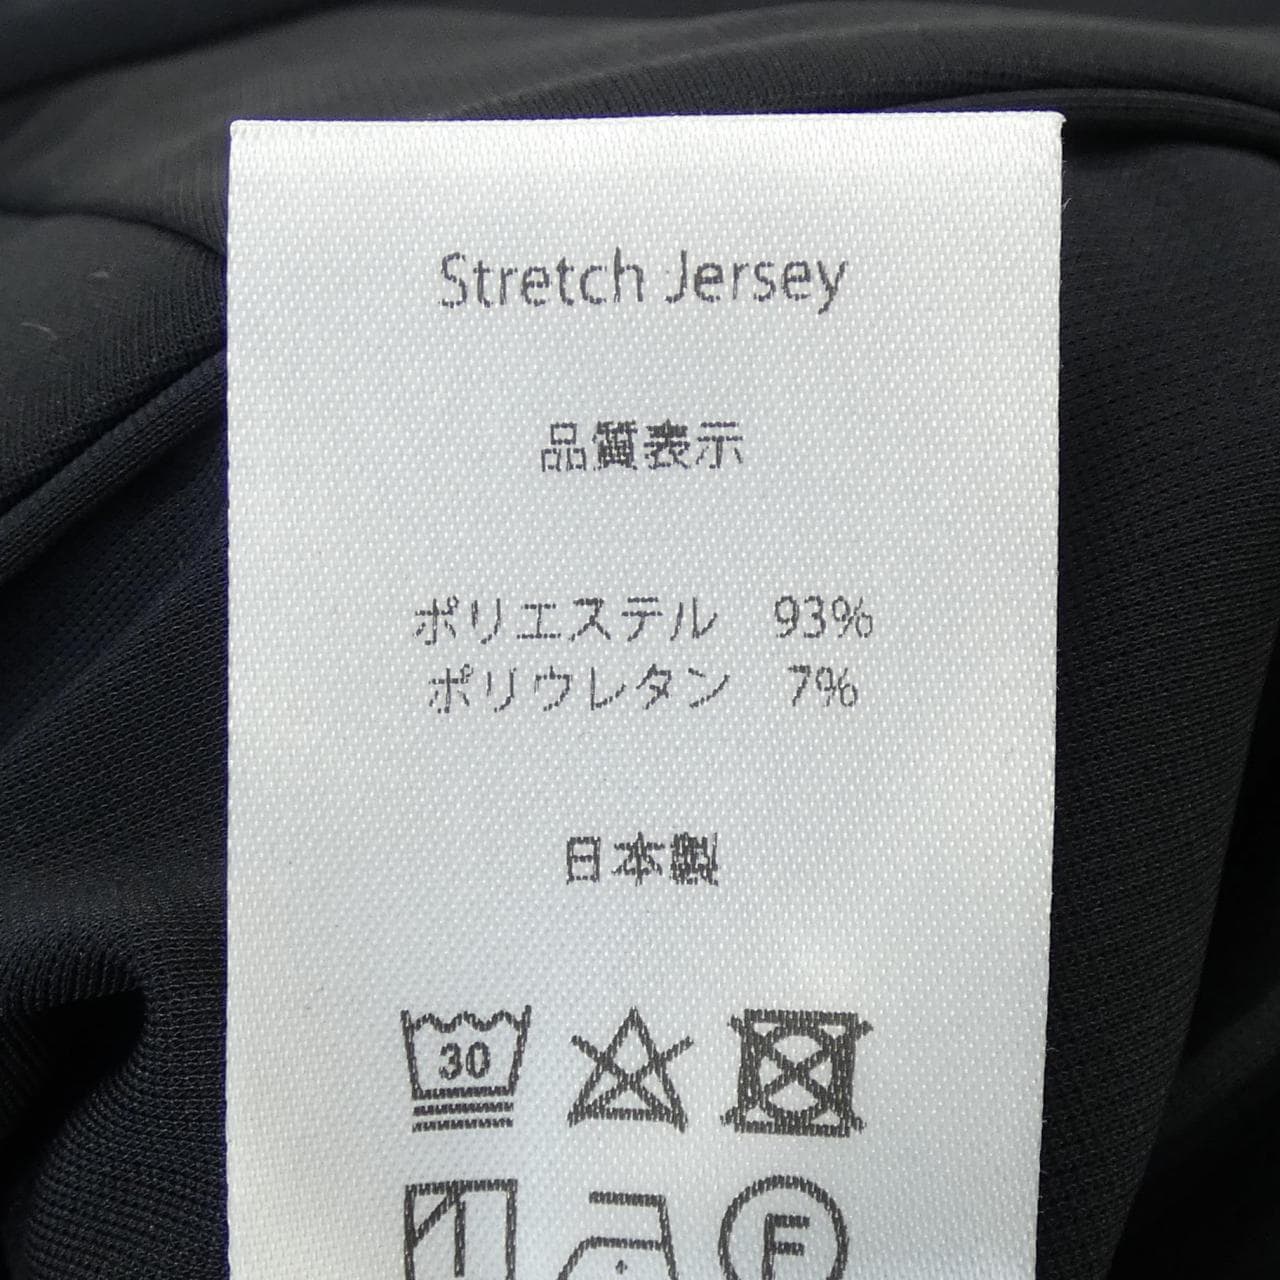 Stretch Jersey
品質表示
ポリエステル　93%
ポリウレタン　7%
日本製
30
F